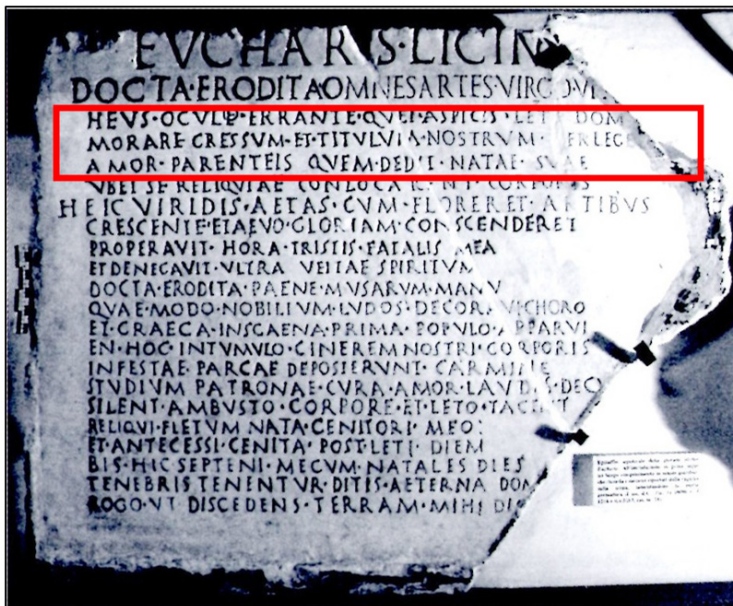 EVCHARIS·LICIN
DOCTA·ERODITA·OMNES·ARTES·VIRGO·VI
HEVS·OCVLO·ERRANTE·QVEI·ASPICIS·LETI·DOM
MORARE GRESSVM·ET·TITVLVM·NOSTRVM·PERLEGE
AMOR·PARENTEIS QVEM·DEDIT·NATAE·SVAE
VBEI SE RELIQVIAE CONLOCARENT·CORPORIS
HEIC VIRIDIS·AETAS·CVM·FLORERET·ARTIBVS
CRESCENTE·ET·AEVO·GLORIAM·CONSCENDERET
PROPERAVIT·HORA·TRISTIS·FATALIS MEA
ET·DENEGAVIT·VLTRA VEITAE SPIRITVM
DOCTA·ERODITA·PAENE·MVSARVM·MANV
QVAE·MODO·NOBILIVM·LVDOS·DECORAVI·CHORO
ET·GRAECA·IN·SCAENA·PRIMA·POPVLO·APPARVI
EN·HOC·IN·TVMVLO·CINEREM·NOSTRI·CORPORIS
INFESTAE·PARCAE DEPOSIERVNT·CARMINE
STVDIVM PATRONAE·CVRA·AMOR·LAVDES·DECO
SILENT·AMBVSTO·CORPORE·ET·LETO·TACENT
RELIQVI·FLETVM NATA·GENITORI·MEO
ET·ANTECESSI·GENITA·POST·LETI·DIEM
BIS·HIC·SEPTENI·MECVM·NATALES DIES
TENEBRIS TENENTVR·DITIS·AETERNA DOM
ROGO·VT DISCEDENS·TERRAM·MIHI DIC